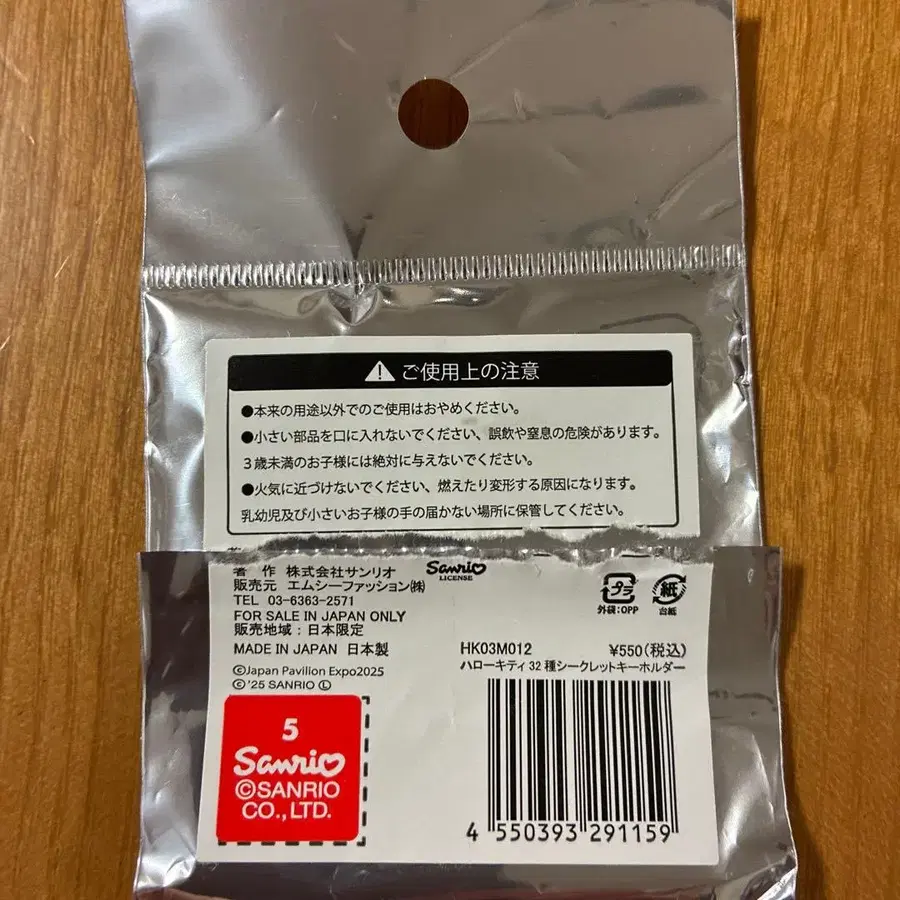 ご使用上の注意
●本来の用途以外でのご使用はおやめください。
●小さい部品を口に入れないでください、誤飲や窒息の危険があります。
３歳未満のお子様には絶対に与えないでください。
●火気に近づけないでください、燃えたり変形する原因になります。
乳幼児及び小さいお子様の手の届かない場所に保管してください。
著 作 株式会社サンリオ
販売元 エムシーファッション㈱
TEL 03-6363-2571
FOR SALE IN JAPAN ONLY
販売地域：日本限定
MADE IN JAPAN 日本製
©Japan Pavilion Expo2025
©'25 SANRIO Ⓛ
Sanrio
LICENSE
プラ
外装:OPP
紙
台紙
HK03M012 ¥550(税込)
ハローキティ 32 種シークレットキーホルダー
5
Sanrio
©SANRIO
CO.,LTD.
4 550393 291159